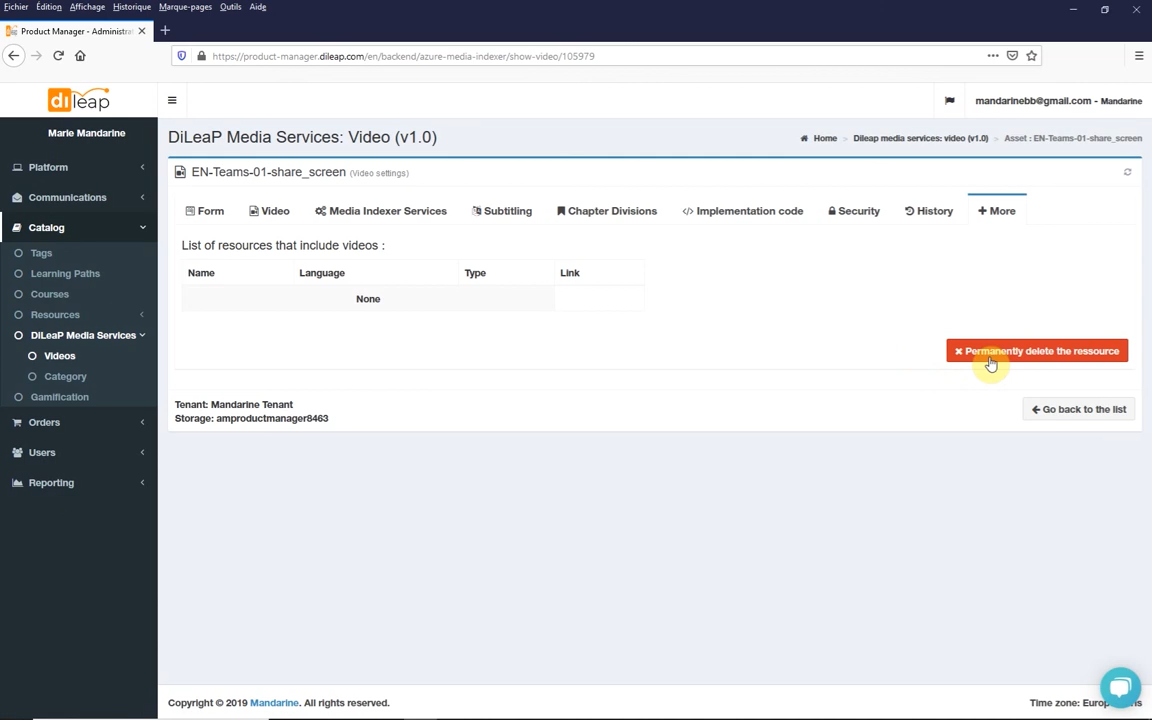 Fichier Édition Affichage Historique Marque-pages Outils Aide
Product Manager - Administra
https://product-manager.dileap.com/en/backend/azure-media-indexer/show-video/105979
dileap
mandarinebb@gmail.com - Mandarine
Marie Mandarine
DiLeaP Media Services: Video (v1.0)
Home > Dileap media services: video (v1.0) > Asset : EN-Teams-01-share_screen
Platform
EN-Teams-01-share_screen (Video settings)
Communications
Form Video Media Indexer Services Subtitling Chapter Divisions Implementation code Security History More
Catalog
List of resources that include videos :
Tags
Name Language Type Link
Learning Paths
Courses
None
Resources
DiLeaP Media Services
Videos
Permanently delete the ressource
Category
Gamification
Tenant: Mandarine Tenant
Storage: amproductmanager8463
Go back to the list
Orders
Users
Reporting
Copyright © 2019 Mandarine. All rights reserved.
Time zone: